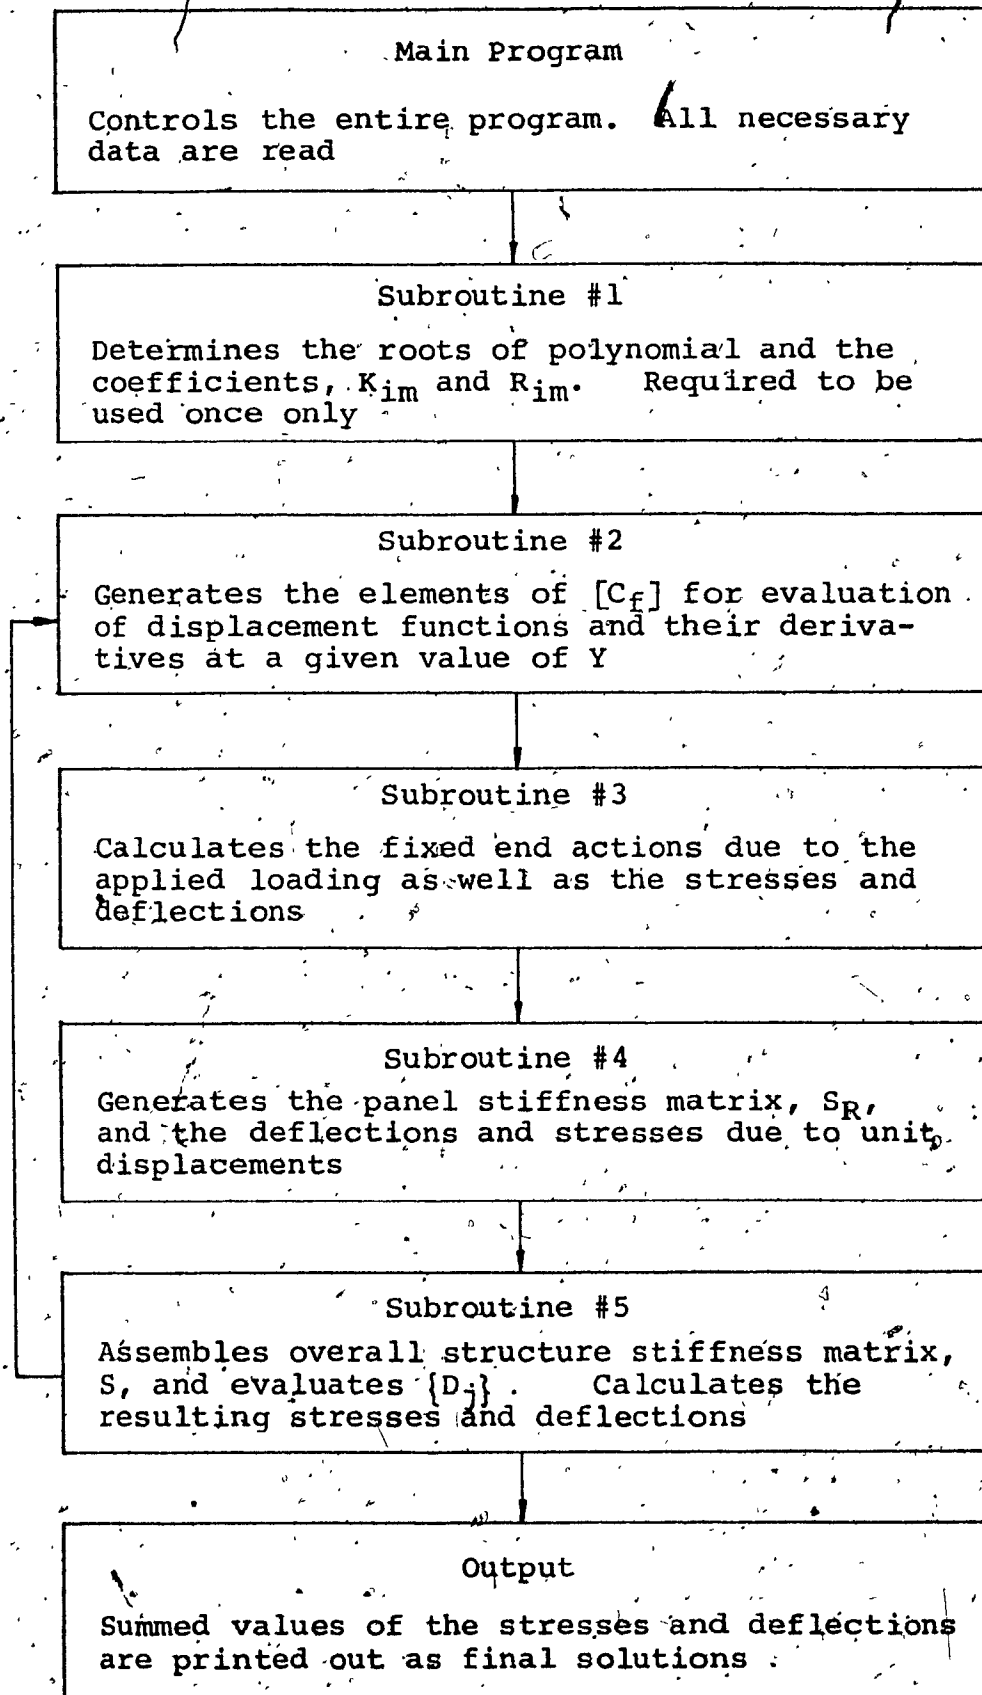 Main Program
Controls the entire program. All necessary
data are read
Subroutine #1
Determines the roots of polynomial and the
coefficients, Kim and Rim. Required to be
used once only
Subroutine #2
Generates the elements of [Cf] for evaluation
of displacement functions and their deriva-
tives at a given value of Y
Subroutine #3
Calculates the fixed end actions due to the
applied loading as well as the stresses and
deflections
Subroutine #4
Generates the panel stiffness matrix, SR,
and the deflections and stresses due to unit
displacements
Subroutine #5
Assembles overall structure stiffness matrix,
S, and evaluates {Dj}. Calculates the
resulting stresses and deflections
Output
Summed values of the stresses and deflections
are printed out as final solutions.